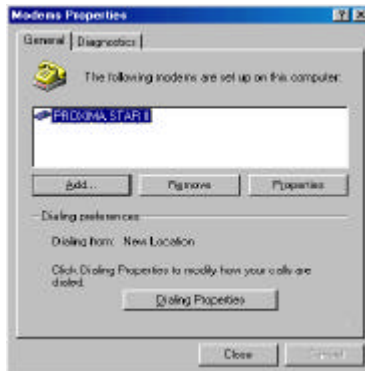 Modems Properties
General
Diagnostics
The following modems are set up on this computer:
PROXIMA STAR II
Add...
Remove
Properties
Dialing preferences
Dialing from: New Location
Click Dialing Properties to modify how your calls are
dialed.
Dialing Properties
Close
Cancel